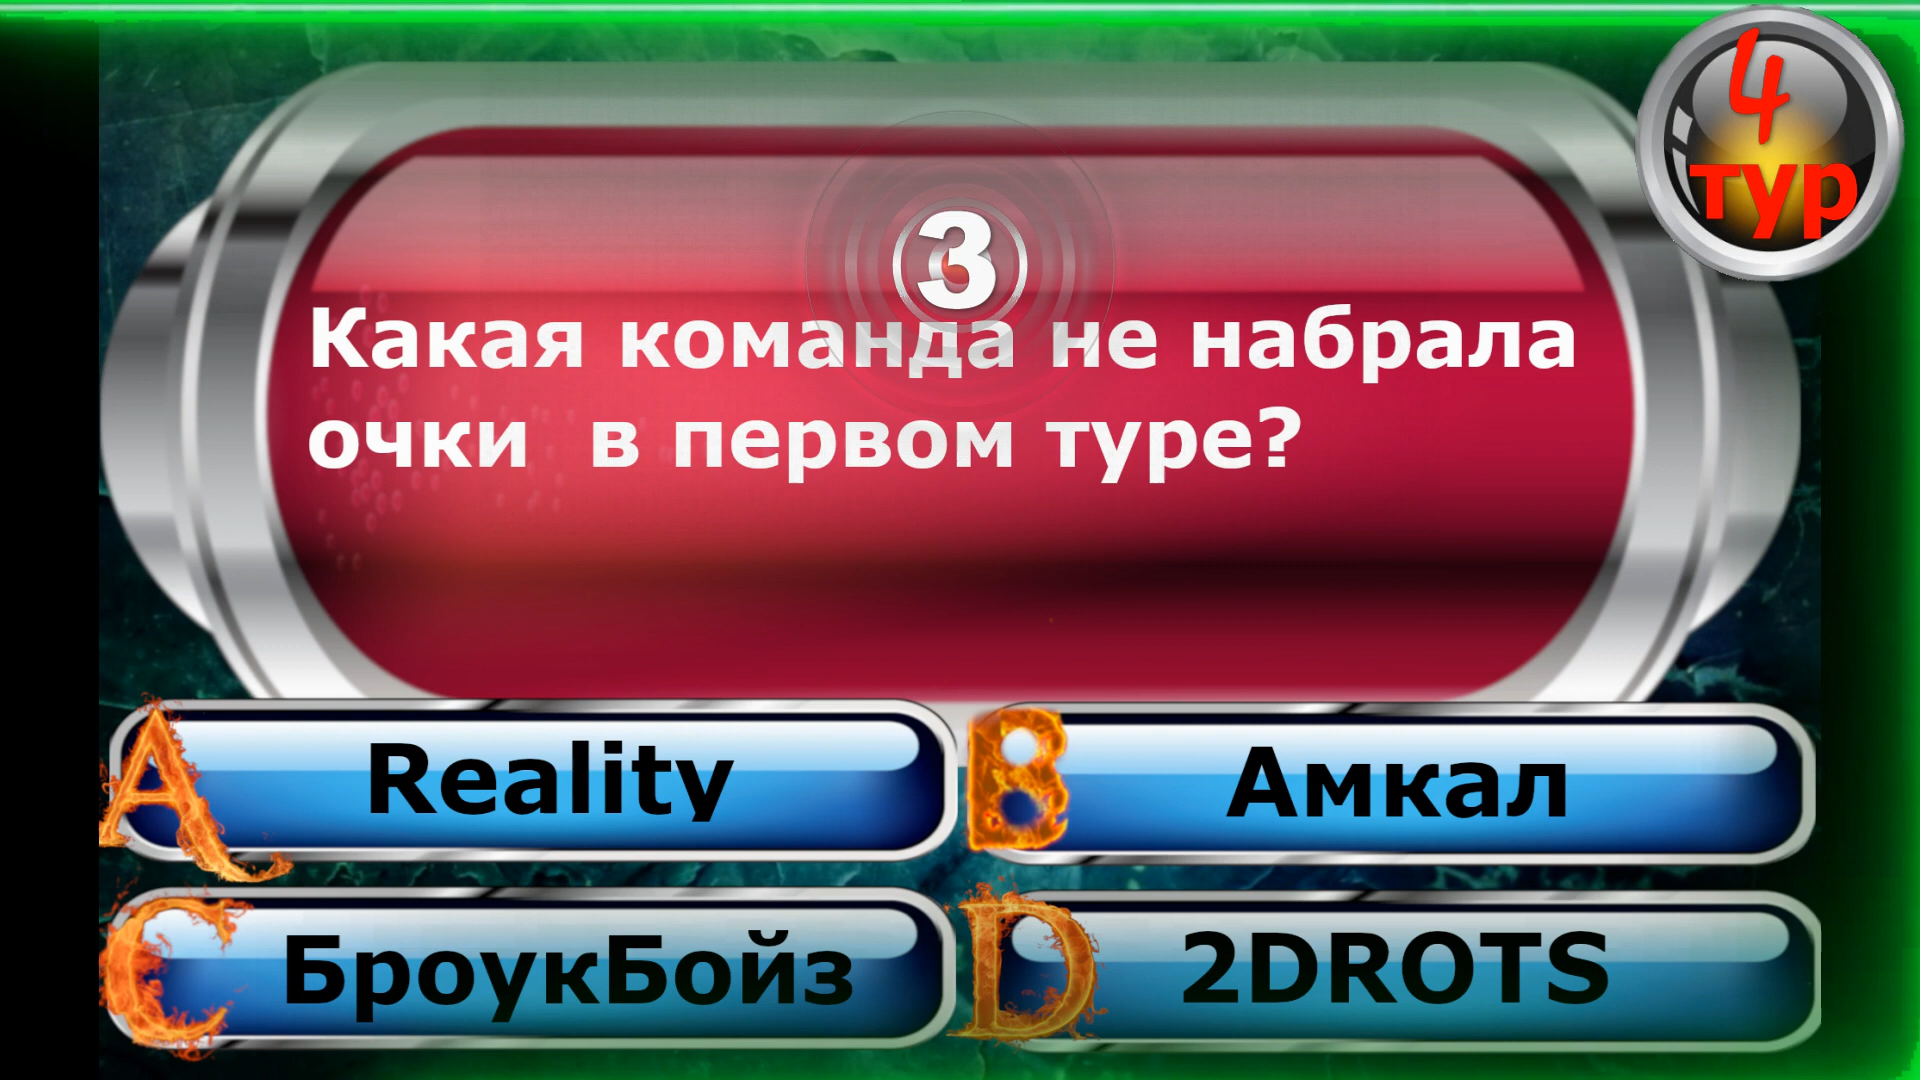 4
тур
3
Какая команда не набрала
очки в первом туре?
A Reality
B Амкал
C БроукБойз
D 2DROTS